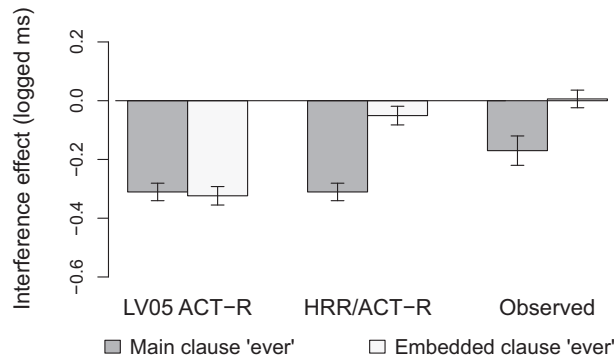 Interference effect (logged ms)
0.2
0.0
−0.2
−0.4
−0.6
LV05 ACT−R HRR/ACT−R Observed
Main clause 'ever' Embedded clause 'ever'